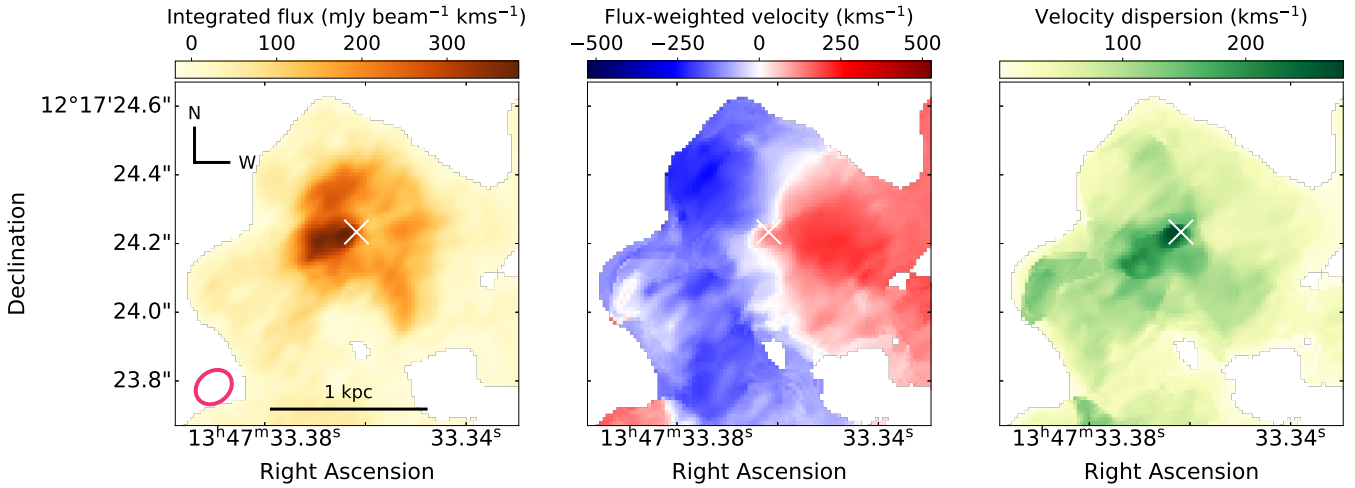 Integrated flux (mJy beam⁻¹ kms⁻¹)
0 100 200 300
Flux-weighted velocity (kms⁻¹)
−500 −250 0 250 500
Velocity dispersion (kms⁻¹)
100 200
12°17'24.6"
24.4"
24.2"
24.0"
23.8"
Declination
N
W
1 kpc
13ʰ47ᵐ33.38ˢ 33.34ˢ
Right Ascension
13ʰ47ᵐ33.38ˢ 33.34ˢ
Right Ascension
13ʰ47ᵐ33.38ˢ 33.34ˢ
Right Ascension